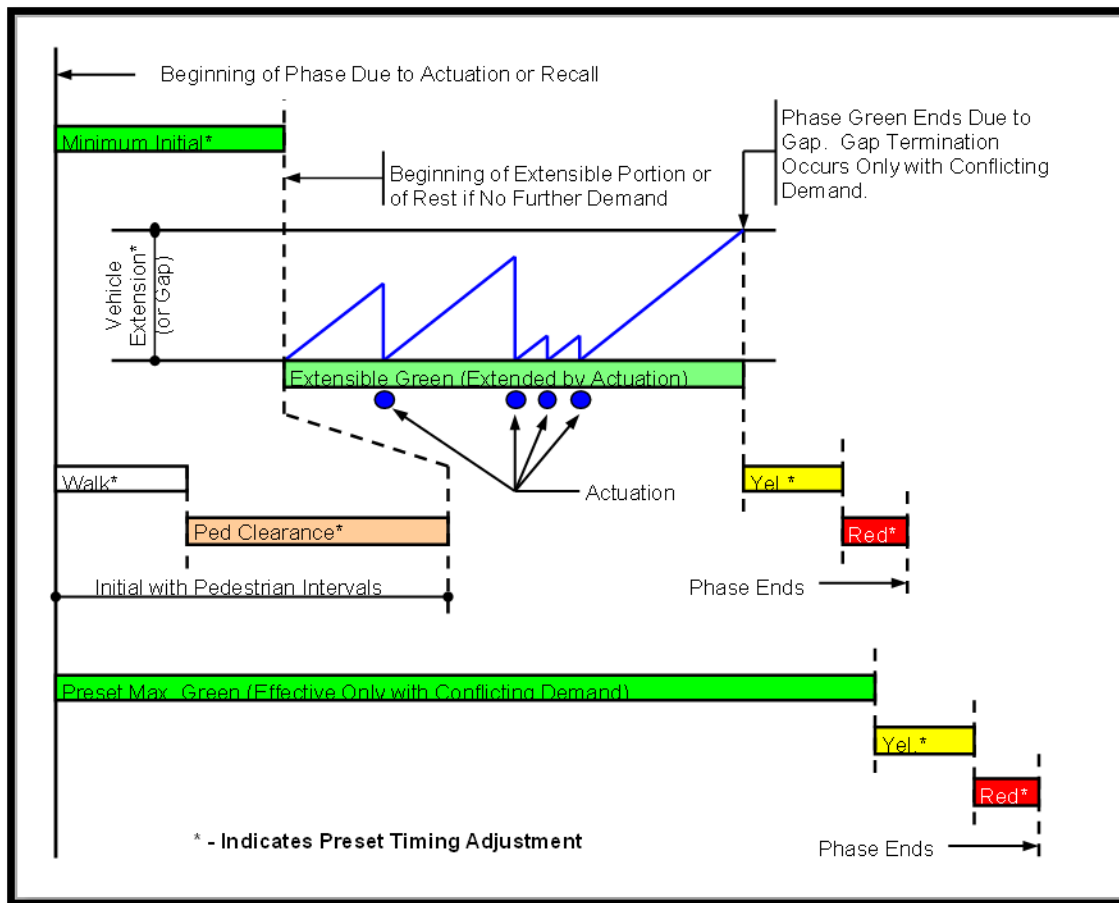 Beginning of Phase Due to Actuation or Recall
Minimum Initial*
Phase Green Ends Due to
Gap. Gap Termination
Occurs Only with Conflicting
Demand.
Beginning of Extensible Portion or
of Rest if No Further Demand
Vehicle
Extension*
(or Gap)
Extensible Green (Extended by Actuation)
Actuation
Walk*
Yel.*
Ped Clearance*
Red*
Initial with Pedestrian Intervals
Phase Ends
Preset Max. Green (Effective Only with Conflicting Demand)
Yel.*
Red*
* - Indicates Preset Timing Adjustment
Phase Ends